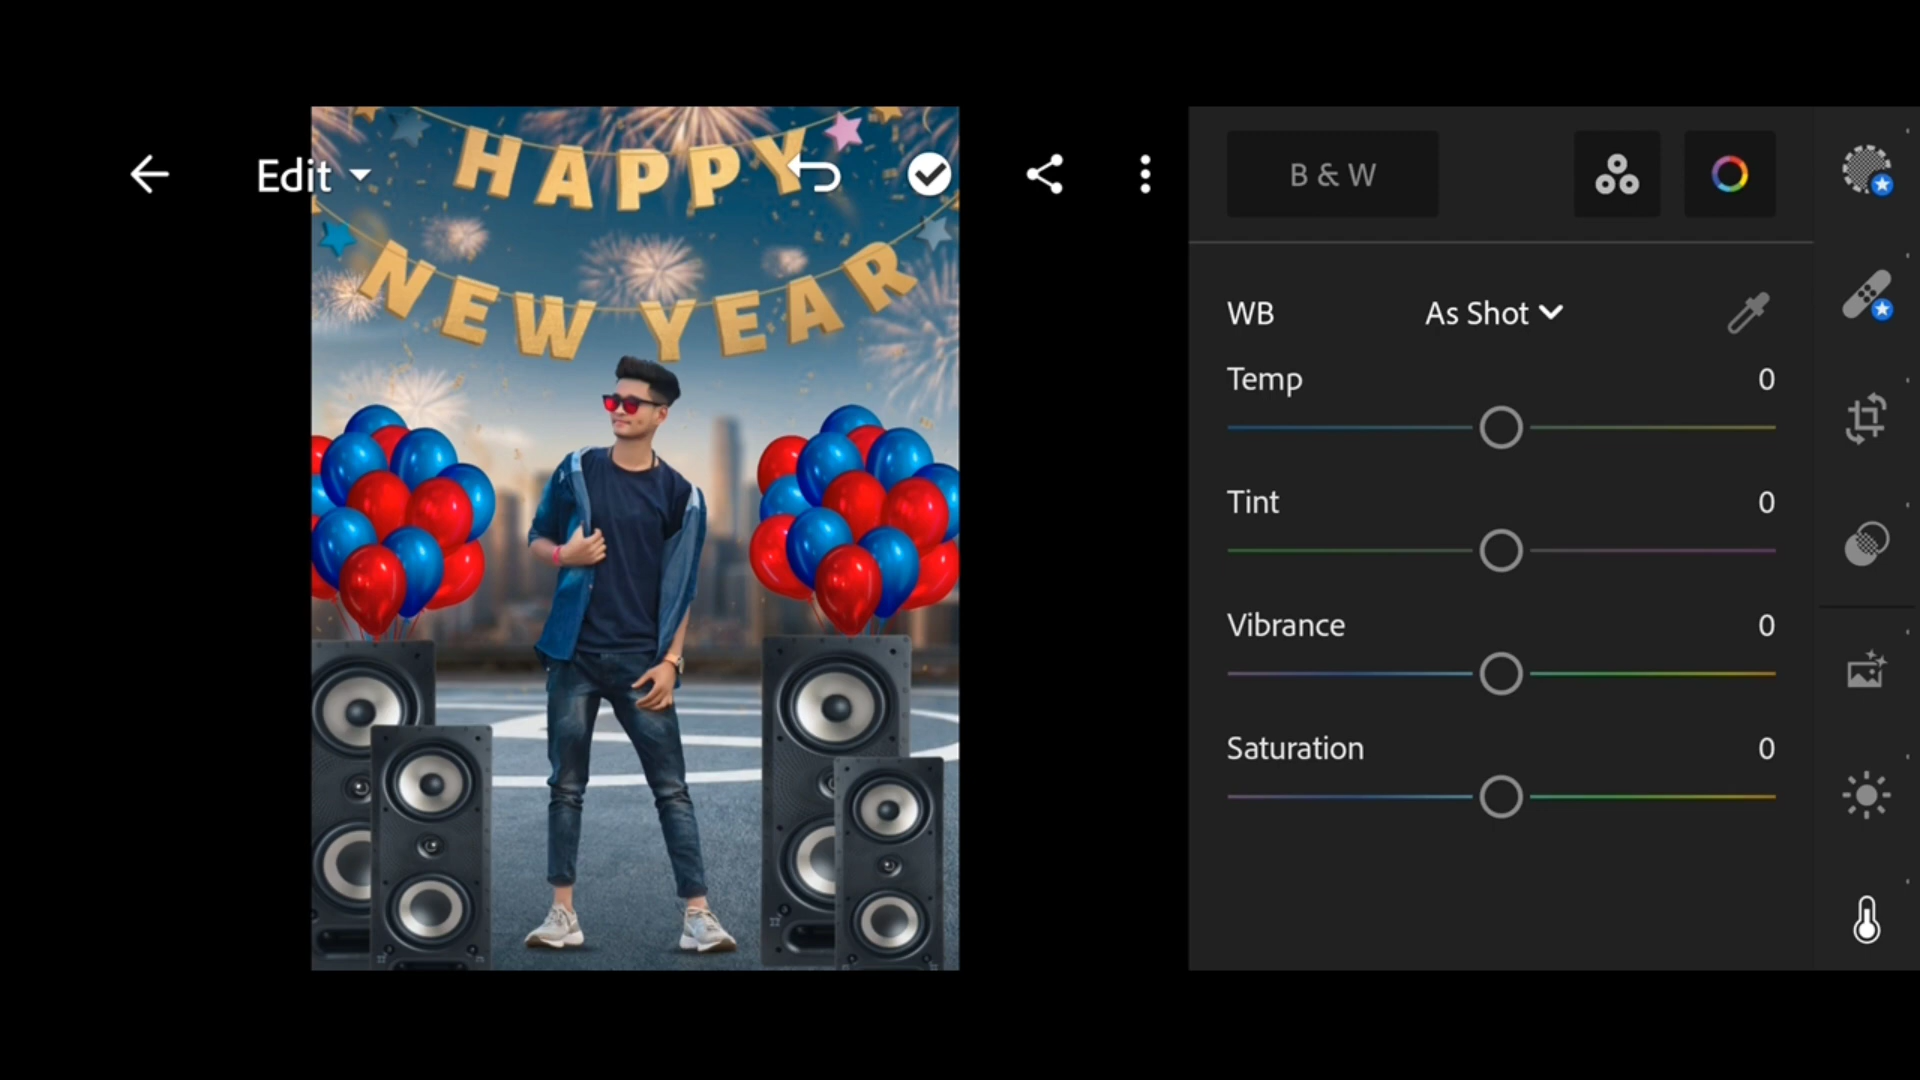 Edit
HAPPY
NEW YEAR
B & W
WB As Shot
Temp 0
Tint 0
Vibrance 0
Saturation 0